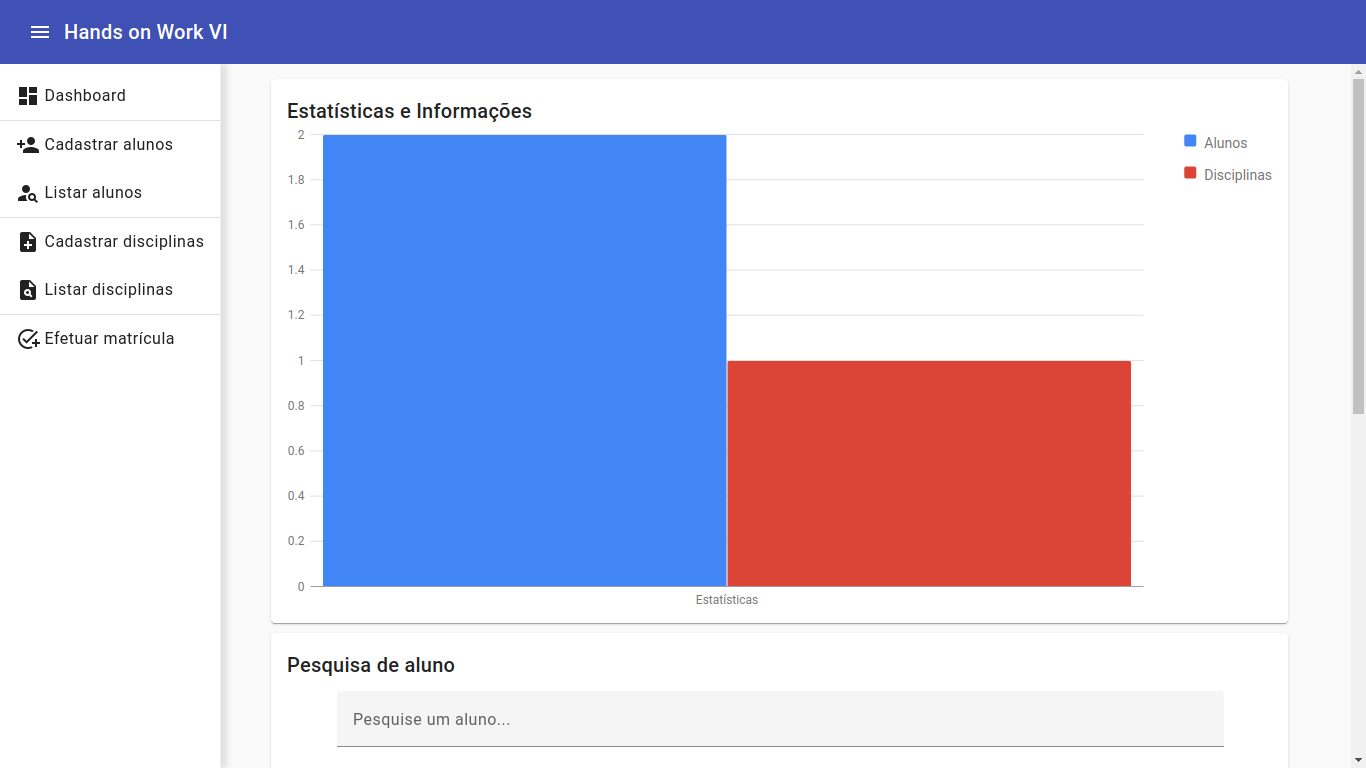 Hands on Work VI
Dashboard
Cadastrar alunos
Listar alunos
Cadastrar disciplinas
Listar disciplinas
Efetuar matrícula
Estatísticas e Informações
2
1.8
1.6
1.4
1.2
1
0.8
0.6
0.4
0.2
0
Estatísticas
Alunos
Disciplinas
Pesquisa de aluno
Pesquise um aluno...